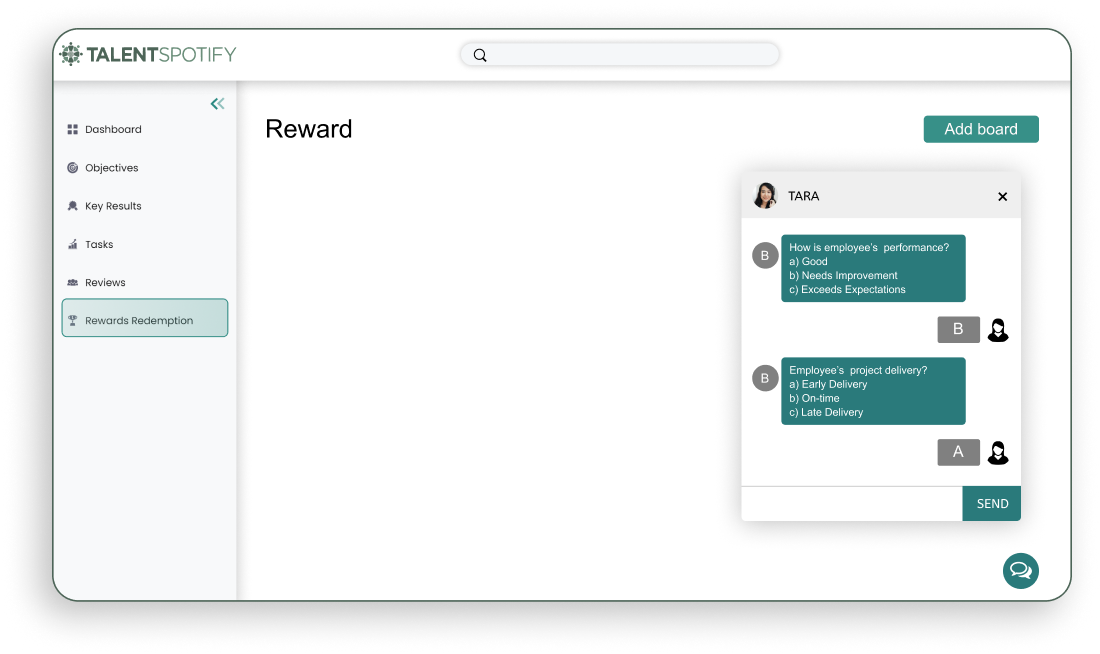 TALENTSPOTIFY
Dashboard
Objectives
Key Results
Tasks
Reviews
Rewards Redemption
Reward
Add board
TARA
B
How is employee's  performance?
a) Good
b) Needs Improvement
c) Exceeds Expectations
B
B
Employee's  project delivery?
a) Early Delivery
b) On-time
c) Late Delivery
A
SEND